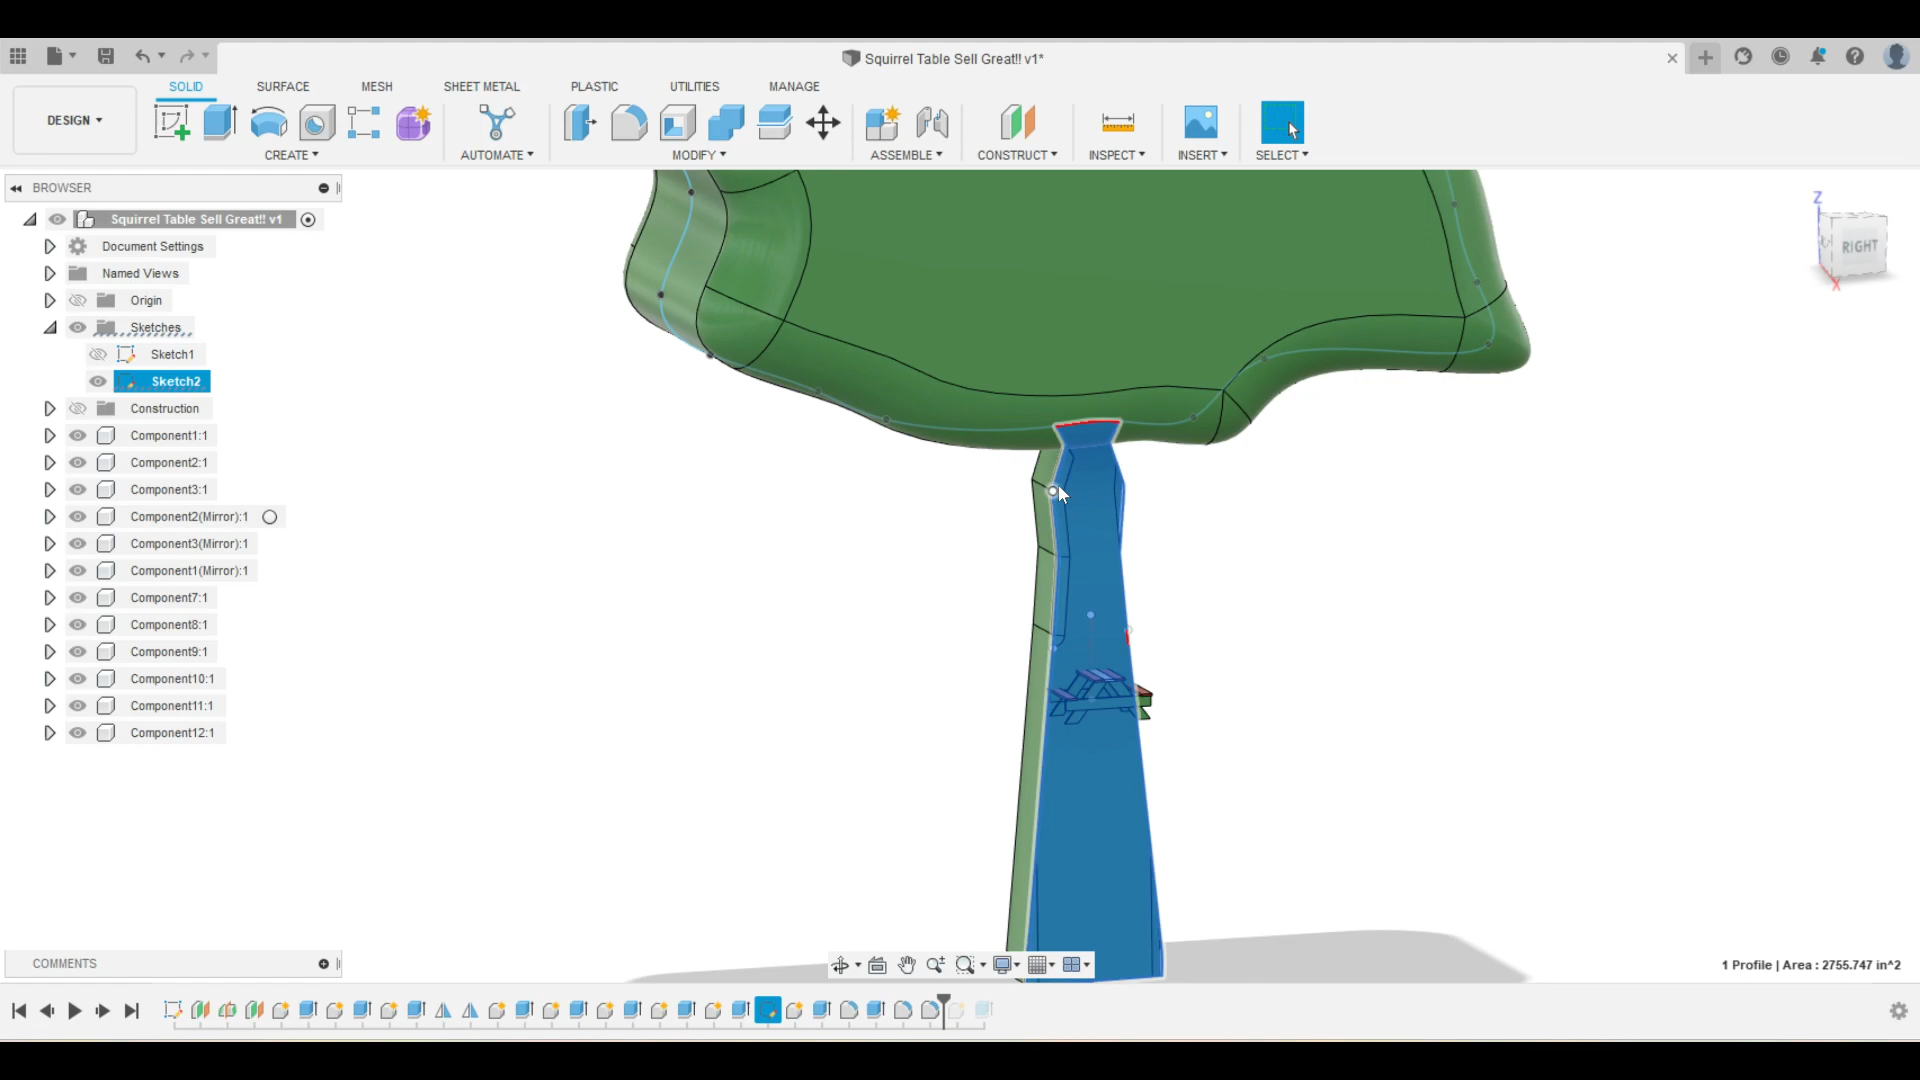 Squirrel Table Sell Great!! v1*
SOLID
SURFACE
MESH
SHEET METAL
PLASTIC
UTILITIES
MANAGE
DESIGN
CREATE
AUTOMATE
MODIFY
ASSEMBLE
CONSTRUCT
INSPECT
INSERT
SELECT
BROWSER
Squirrel Table Sell Great!! v1
Document Settings
Named Views
Origin
Sketches
Sketch1
Sketch2
Construction
Component1:1
Component2:1
Component3:1
Component2(Mirror):1
Component3(Mirror):1
Component1(Mirror):1
Component7:1
Component8:1
Component9:1
Component10:1
Component11:1
Component12:1
Z
RIGHT
X
COMMENTS
1 Profile | Area : 2755.747 in^2